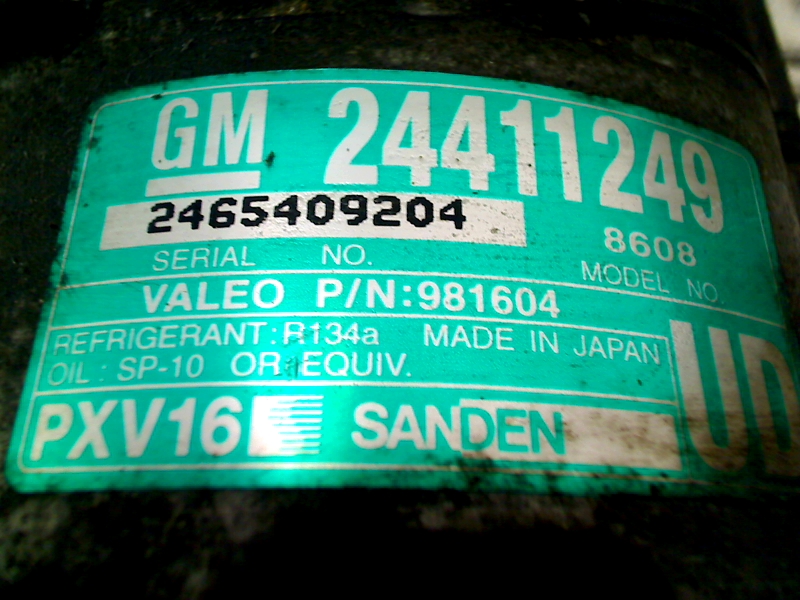 GM 24411249
2465409204
8608
SERIAL NO.
MODEL NO.
VALEO P/N:981604
REFRIGERANT:R134a MADE IN JAPAN
OIL : SP-10 OR EQUIV.
UD
PXV16 SANDEN